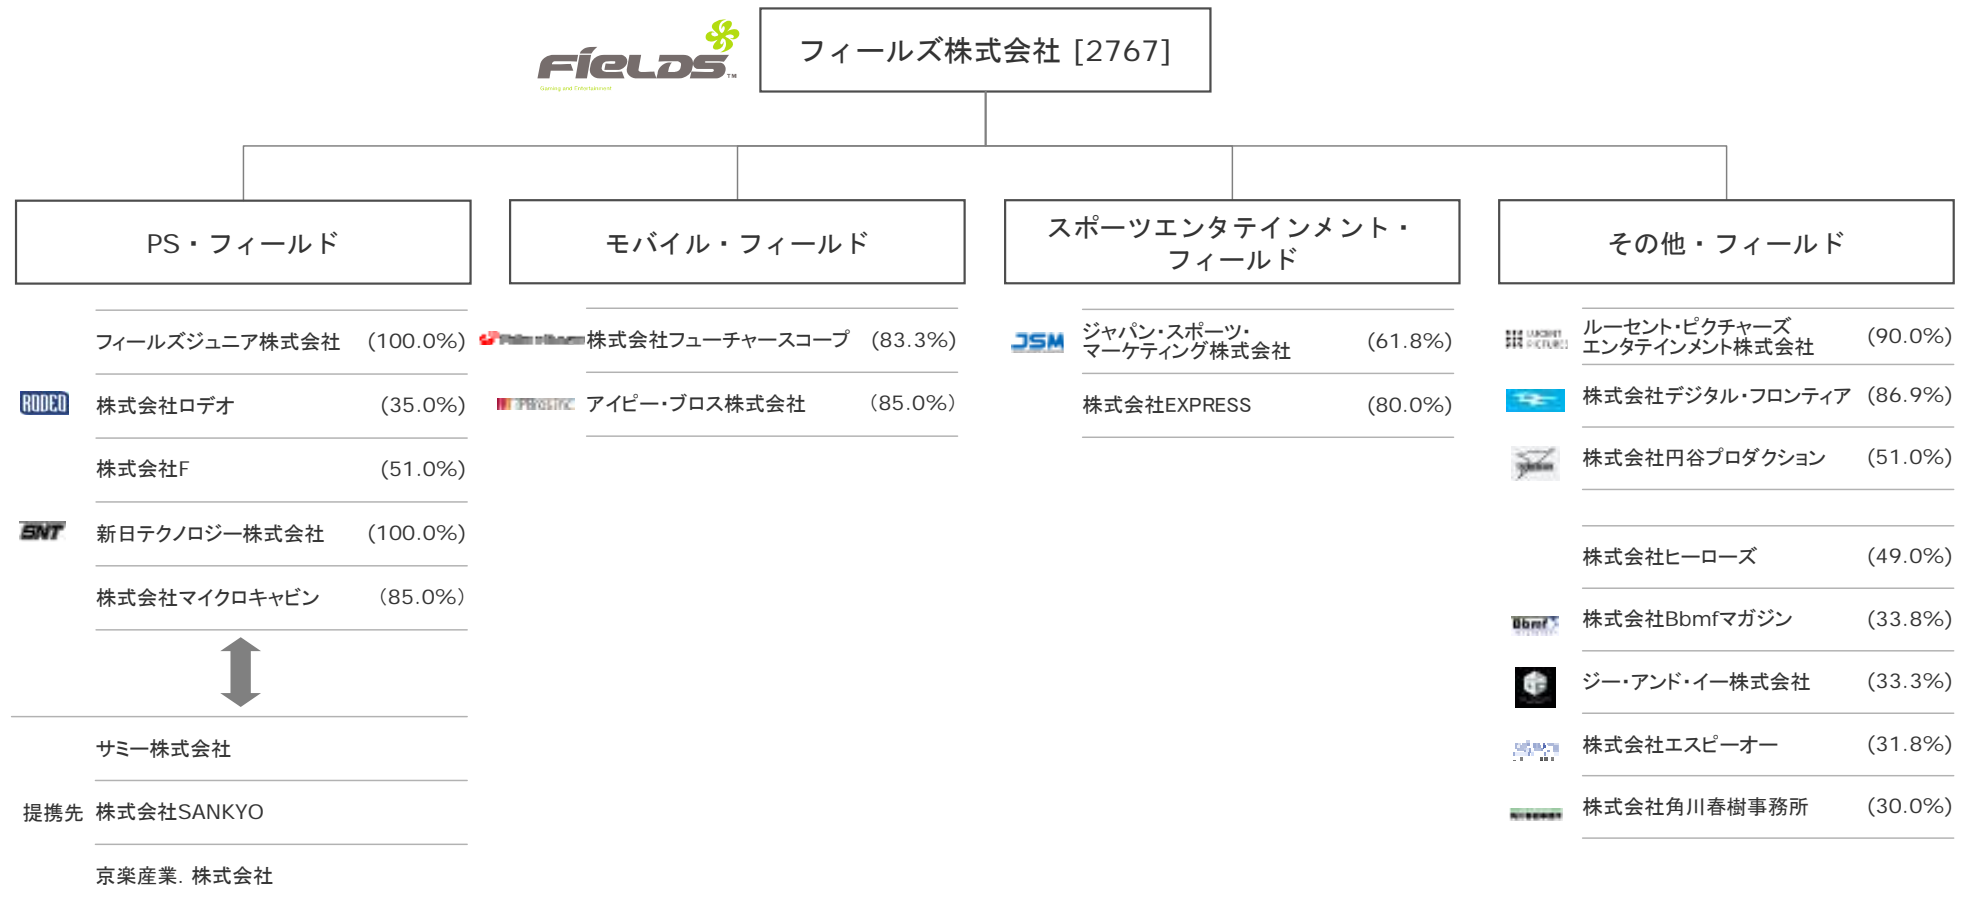 FIELDS
TM
Gaming and Entertainment
フィールズ株式会社 [2767]
PS・フィールド
フィールズジュニア株式会社 (100.0%)
RODEO
株式会社ロデオ (35.0%)
株式会社F (51.0%)
SNT
新日テクノロジー株式会社 (100.0%)
株式会社マイクロキャビン (85.0%)
サミー株式会社
提携先 株式会社SANKYO
京楽産業. 株式会社
モバイル・フィールド
株式会社フューチャースコープ (83.3%)
アイピー・ブロス株式会社 (85.0%)
スポーツエンタテインメント・
フィールド
JSM
ジャパン・スポーツ・
マーケティング株式会社 (61.8%)
株式会社EXPRESS (80.0%)
その他・フィールド
LUCENT
PICTURES
ルーセント・ピクチャーズ
エンタテインメント株式会社 (90.0%)
株式会社デジタル・フロンティア (86.9%)
株式会社円谷プロダクション (51.0%)
株式会社ヒーローズ (49.0%)
Bbmf
株式会社Bbmfマガジン (33.8%)
ジー・アンド・イー株式会社 (33.3%)
株式会社エスピーオー (31.8%)
株式会社角川春樹事務所 (30.0%)